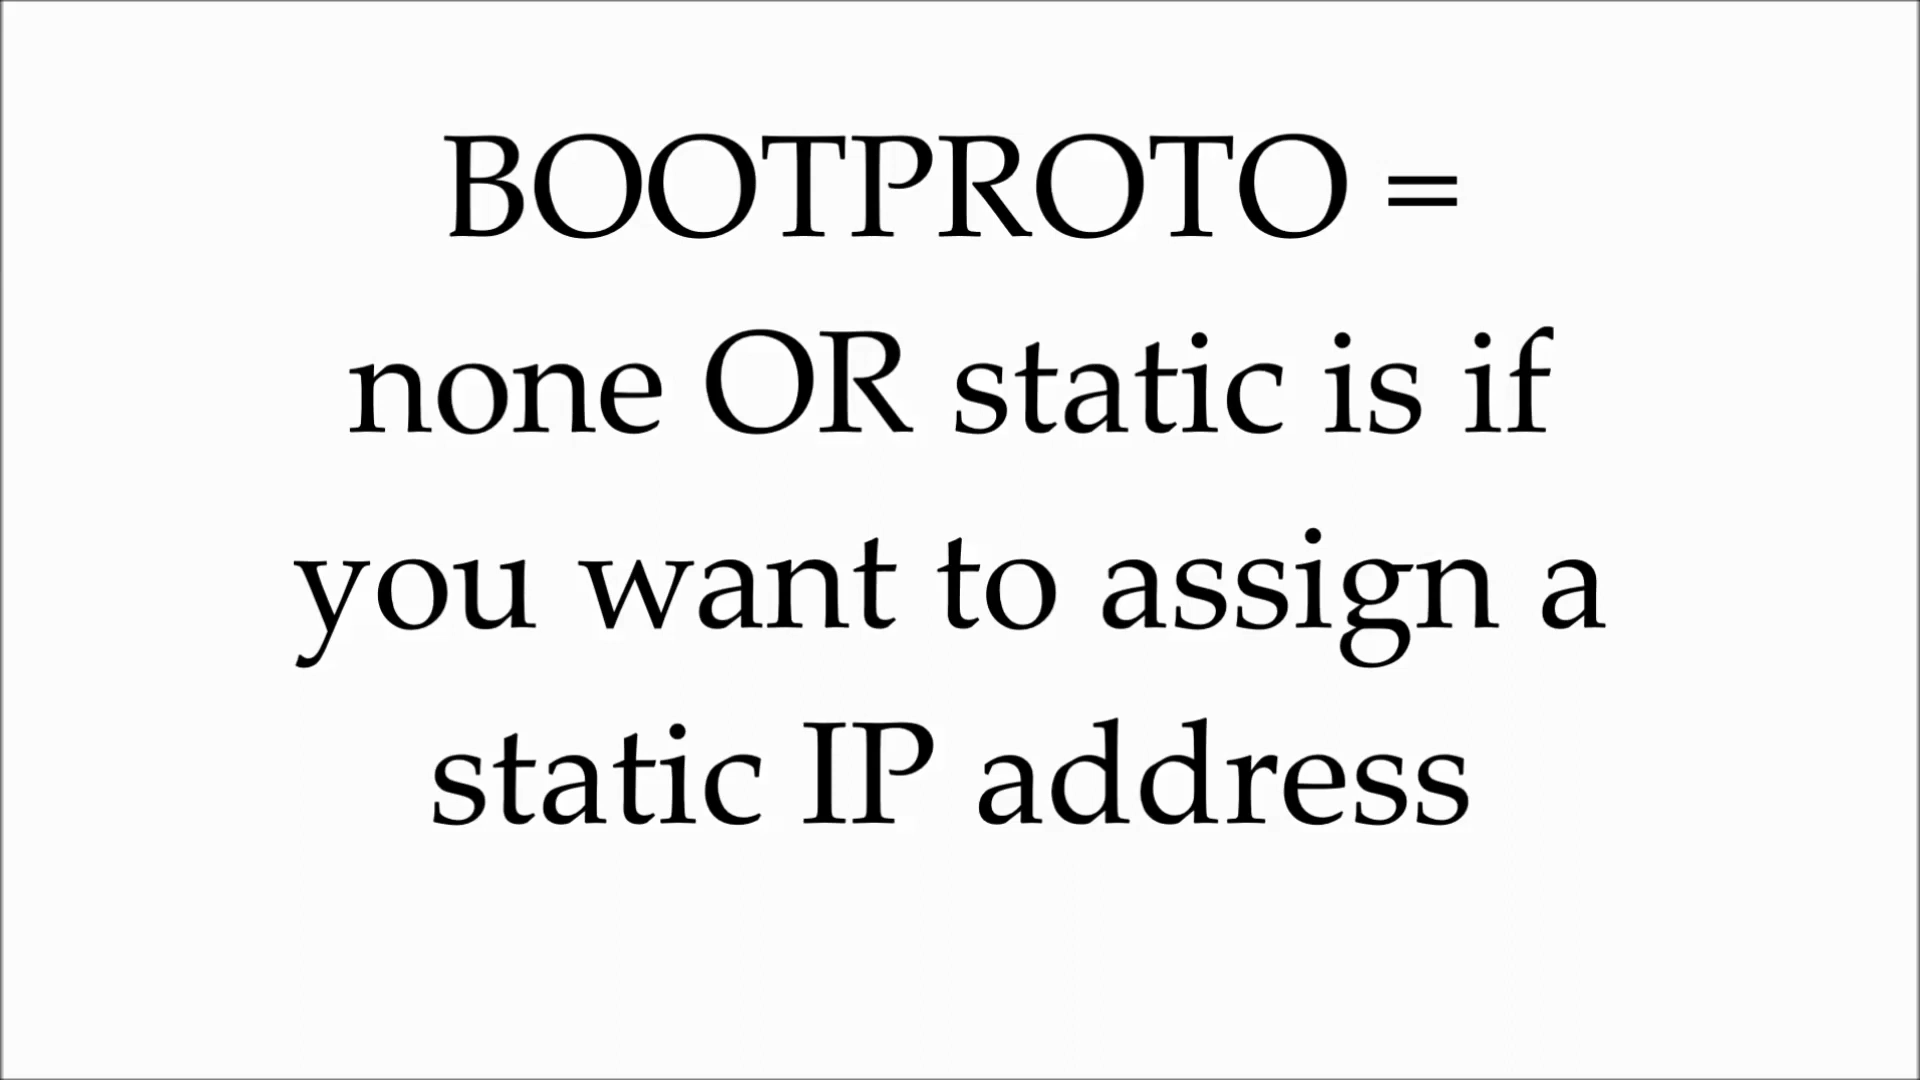 BOOTPROTO =
none OR static is if
you want to assign a
static IP address